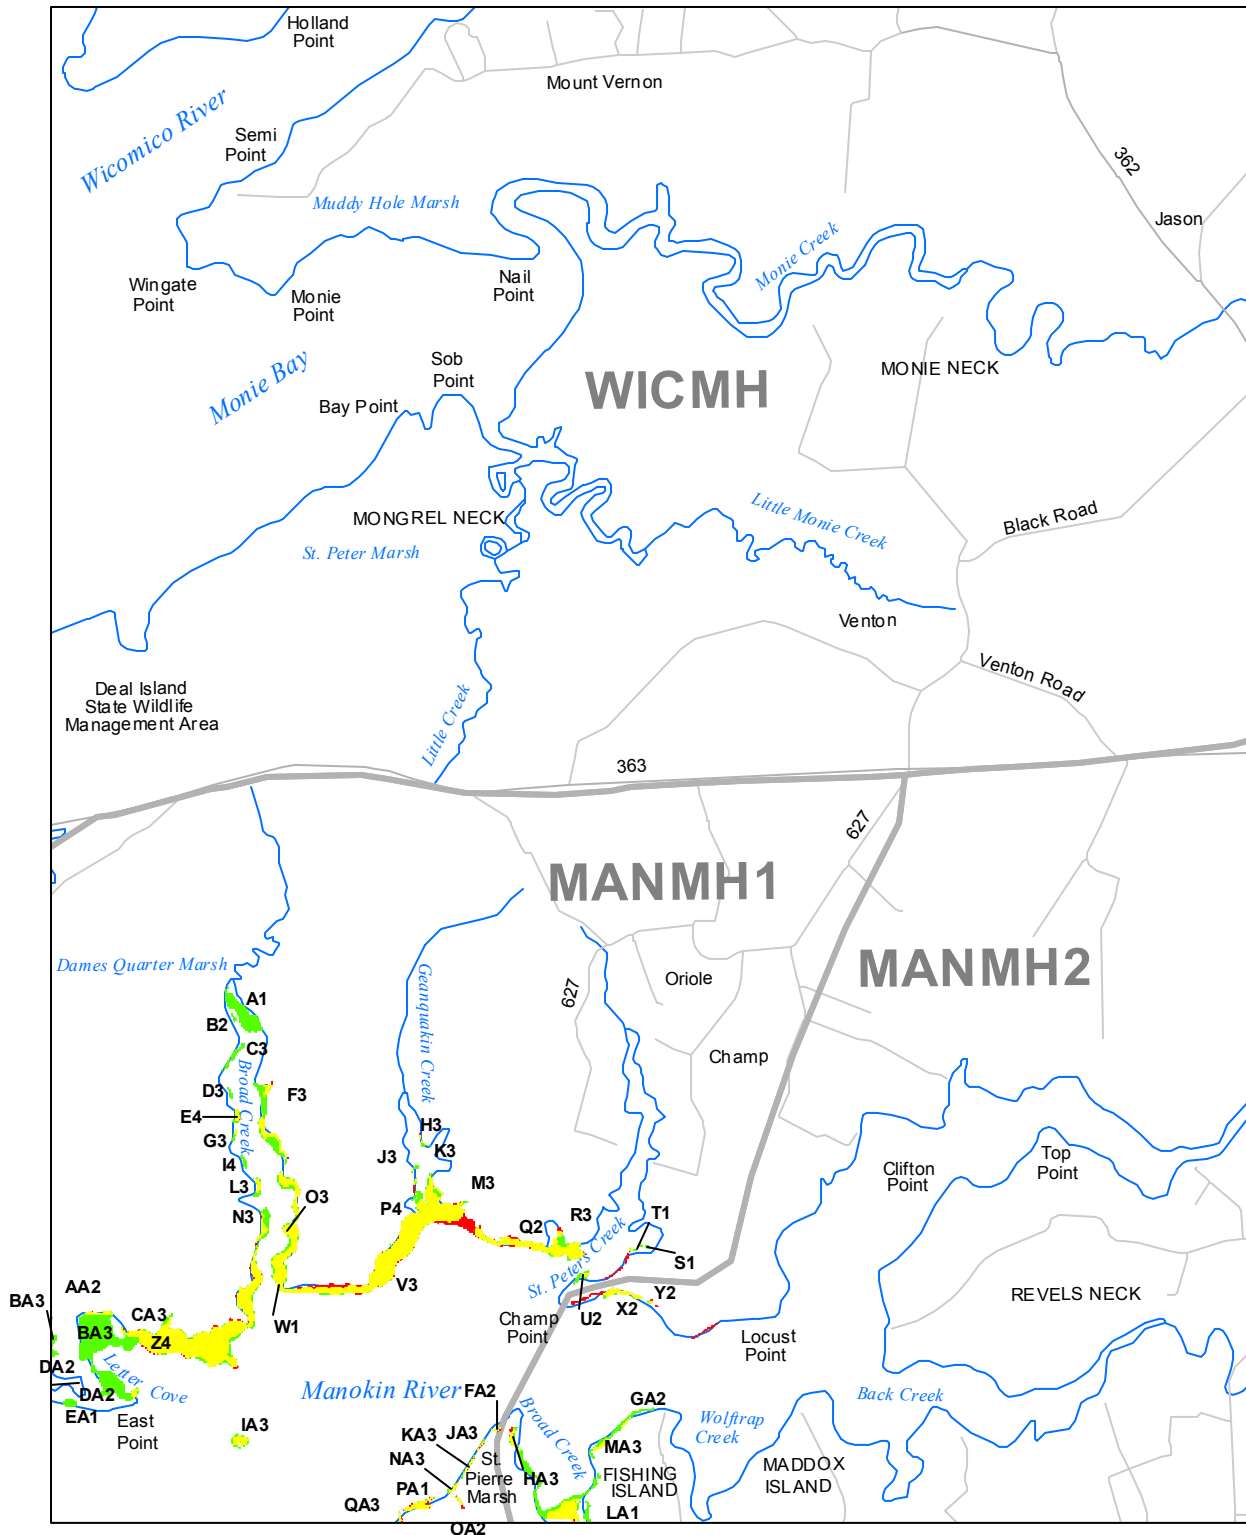 Holland
Point
Mount Vernon
Wicomico River
Semi
Point
362
Muddy Hole Marsh
Jason
Monie Creek
Wingate
Point
Monie
Point
Nail
Point
Monie Bay
Sob
Point
MONIE NECK
WICMH
Bay Point
MONGREL NECK
Little Monie Creek
Black Road
St. Peter Marsh
Venton
Venton Road
Deal Island
State Wildlife
Management Area
Little Creek
363
627
MANMH1
MANMH2
Dames Quarter Marsh
Geanquakin Creek
627
Oriole
A1
B2
C3
Champ
Broad Creek
D3
F3
E4
G3
H3
K3
I4
J3
L3
M3
O3
P4
N3
Q2
R3
T1
S1
St. Peters Creek
Clifton
Point
Top
Point
V3
AA2
BA3
CA3
W1
U2
X2
Y2
REVELS NECK
BA3
Z4
Champ
Point
Locust
Point
DA2
Letter Cove
DA2
EA1
East
Point
Manokin River
FA2
GA2
Back Creek
IA3
KA3
JA3
Broad Creek
Wolftrap
Creek
NA3
St.
Pierre
Marsh
MA3
HA3
FISHING
ISLAND
MADDOX
ISLAND
PA1
QA3
OA2
LA1